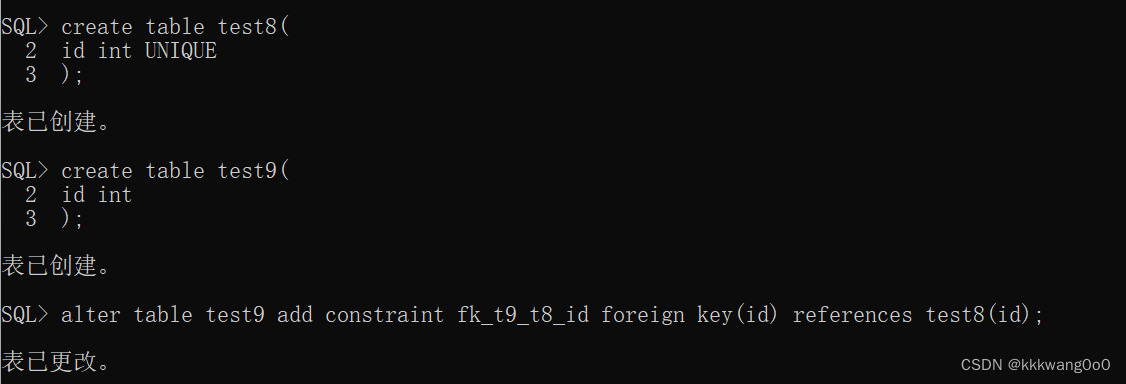 SQL> create table test8(
2 id int UNIQUE
3 );
表已创建。
SQL> create table test9(
2 id int
3 );
表已创建。
SQL> alter table test9 add constraint fk_t9_t8_id foreign key(id) references test8(id);
表已更改。
CSDN @kkkwang0o0